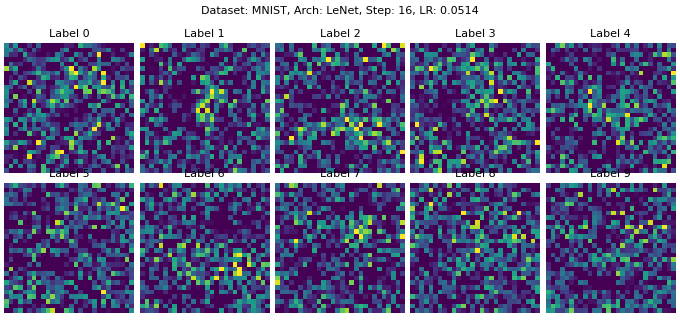 Dataset: MNIST, Arch: LeNet, Step: 16, LR: 0.0514
Label 0 Label 1 Label 2 Label 3 Label 4
Label 5 Label 6 Label 7 Label 8 Label 9